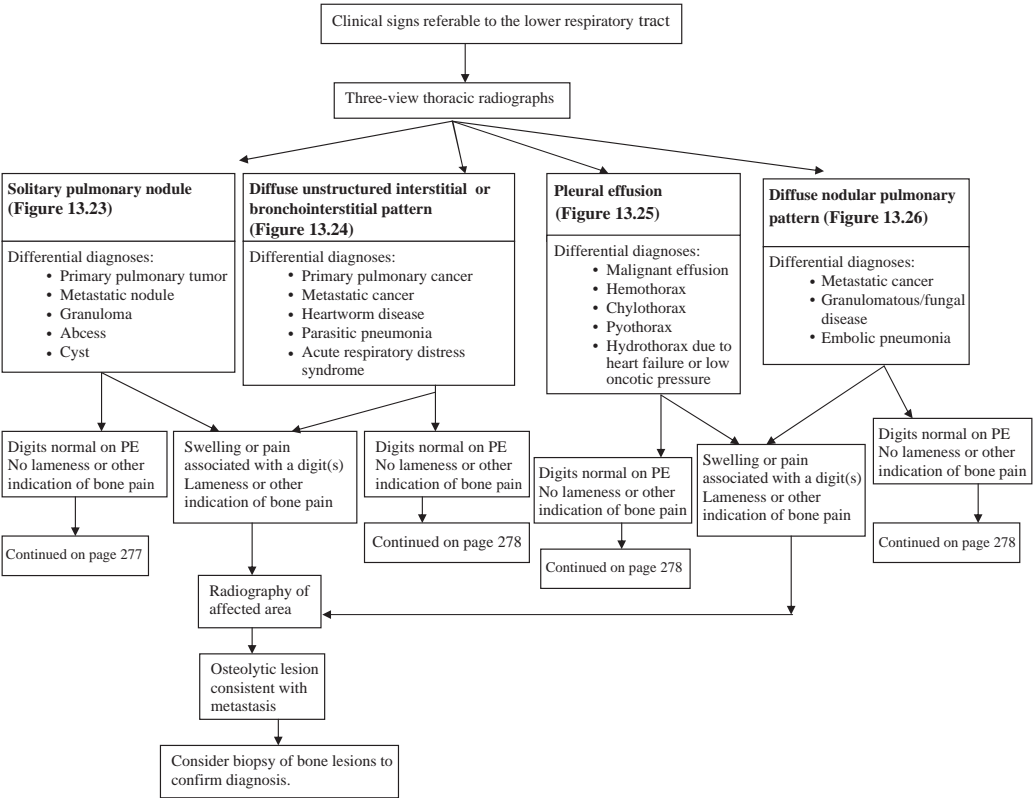 Clinical signs referable to the lower respiratory tract
Three-view thoracic radiographs
Solitary pulmonary nodule
(Figure 13.23)
Differential diagnoses:
• Primary pulmonary tumor
• Metastatic nodule
• Granuloma
• Abcess
• Cyst
Diffuse unstructured interstitial or
bronchointerstitial pattern
(Figure 13.24)
Differential diagnoses:
• Primary pulmonary cancer
• Metastatic cancer
• Heartworm disease
• Parasitic pneumonia
• Acute respiratory distress
syndrome
Pleural effusion
(Figure 13.25)
Differential diagnoses:
• Malignant effusion
• Hemothorax
• Chylothorax
• Pyothorax
• Hydrothorax due to
heart failure or low
oncotic pressure
Diffuse nodular pulmonary
pattern (Figure 13.26)
Differential diagnoses:
• Metastatic cancer
• Granulomatous/fungal
disease
• Embolic pneumonia
Digits normal on PE
No lameness or other
indication of bone pain
Swelling or pain
associated with a digit(s)
Lameness or other
indication of bone pain
Digits normal on PE
No lameness or other
indication of bone pain
Digits normal on PE
No lameness or other
indication of bone pain
Swelling or pain
associated with a digit(s)
Lameness or other
indication of bone pain
Digits normal on PE
No lameness or other
indication of bone pain
Continued on page 277
Continued on page 278
Continued on page 278
Continued on page 278
Radiography of
affected area
Osteolytic lesion
consistent with
metastasis
Consider biopsy of bone lesions to
confirm diagnosis.